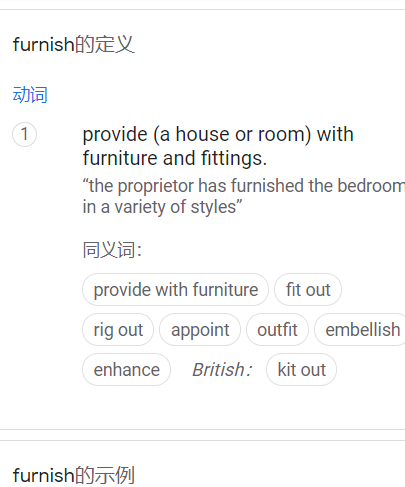 furnish的定义
动词
1
provide (a house or room) with
furniture and fittings.
“the proprietor has furnished the bedroom
in a variety of styles”
同义词：
provide with furniture fit out
rig out appoint outfit embellish
enhance British： kit out
furnish的示例